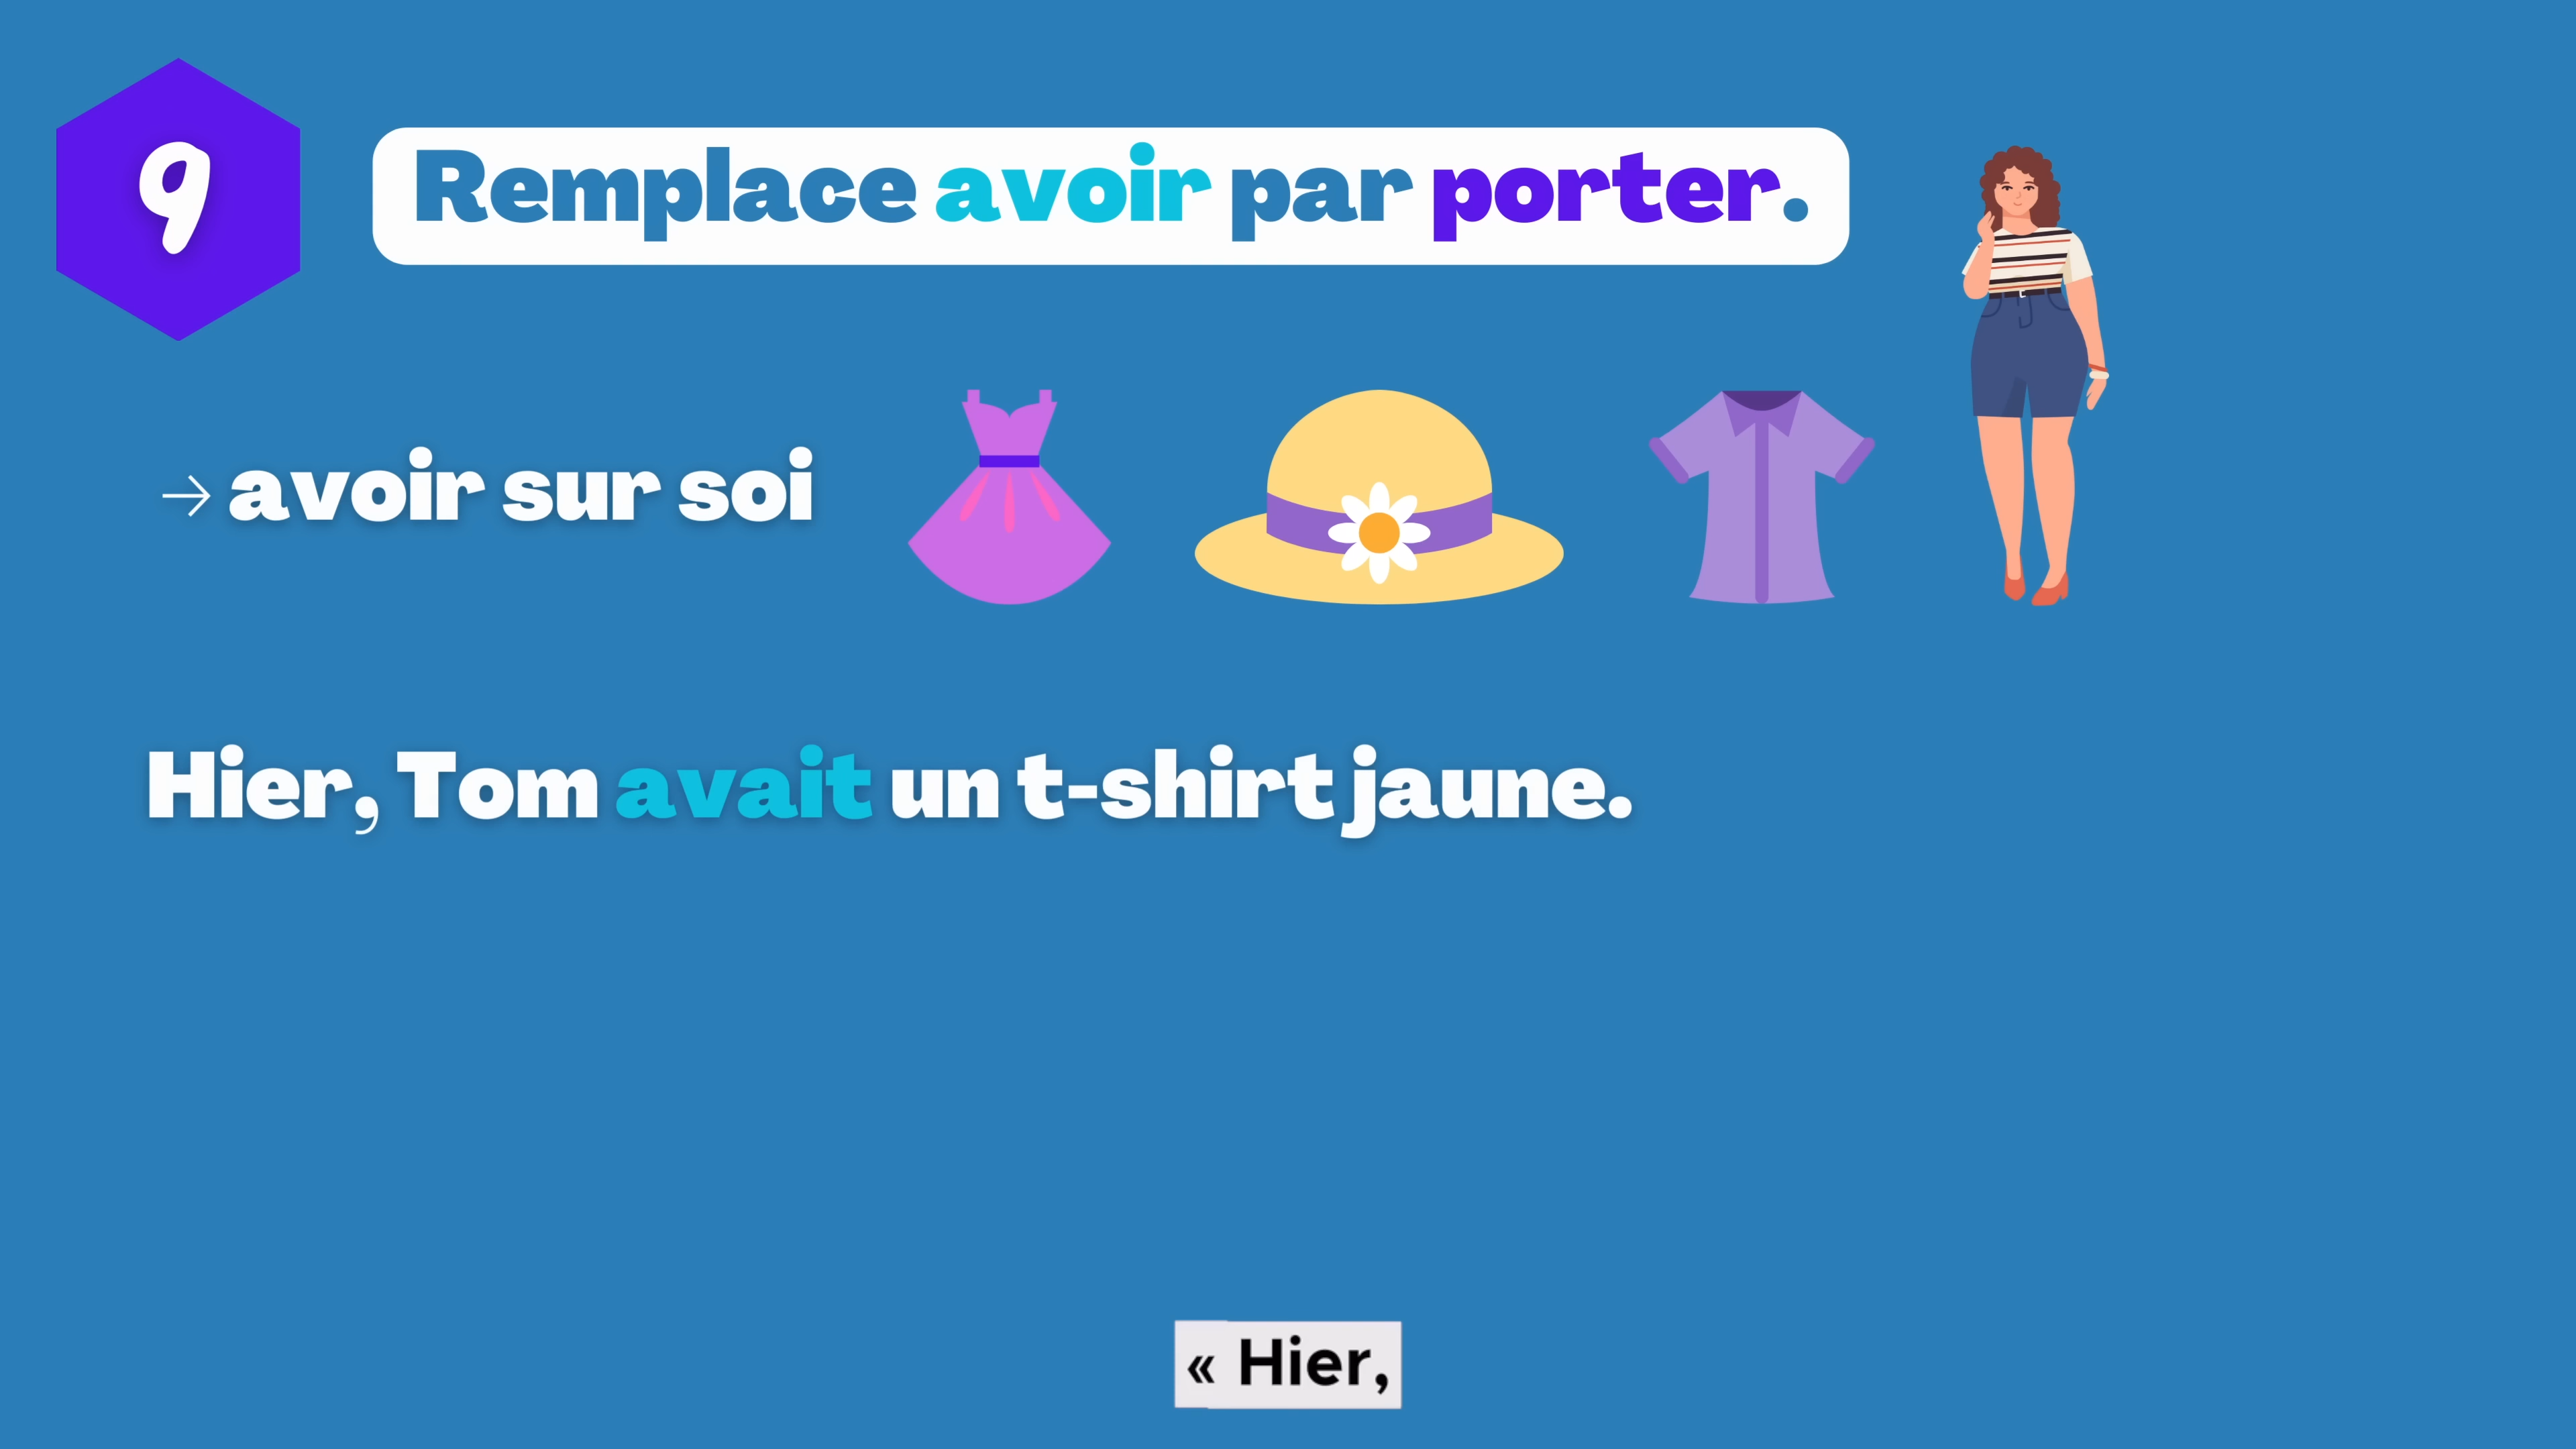 9
Remplace avoir par porter.
→ avoir sur soi
Hier, Tom avait un t-shirt jaune.
« Hier,